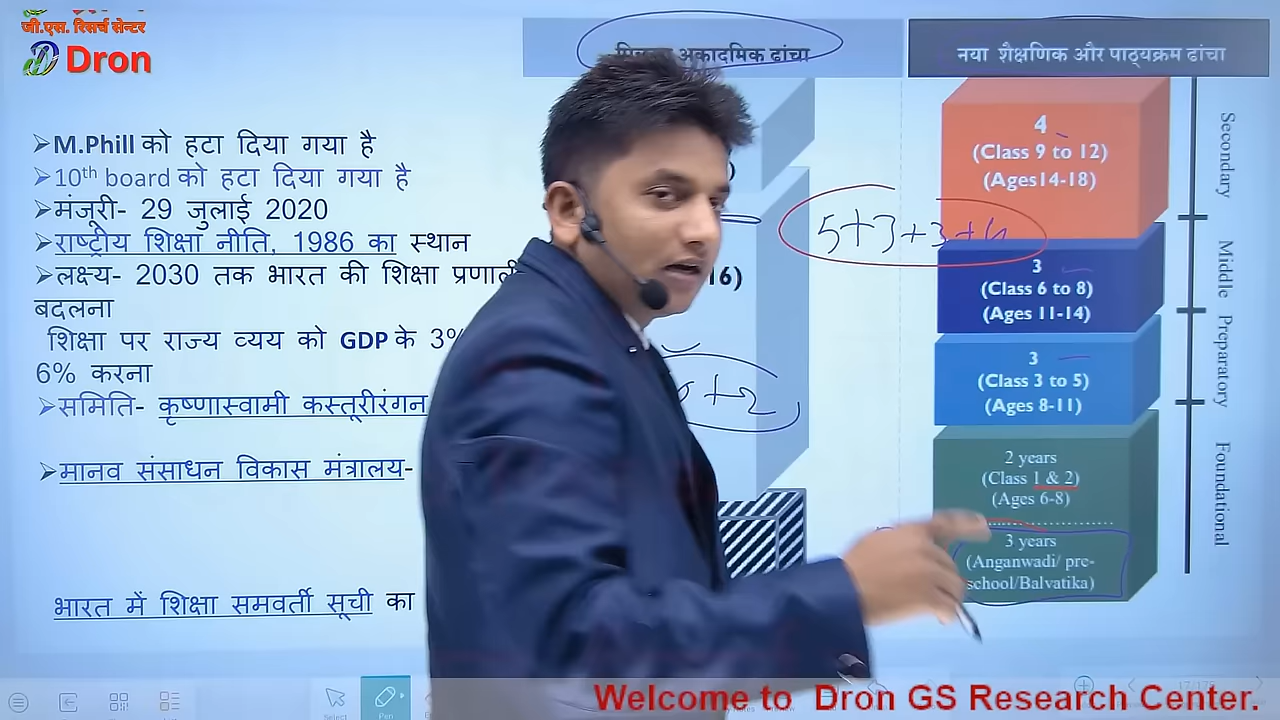 जी.एस. रिसर्च सेन्टर
Dron
अकादमिक ढांचा
नया शैक्षणिक और पाठ्यक्रम ढांचा
➢M.Phill को हटा दिया गया है
➢10th board को हटा दिया गया है
➢मंजूरी- 29 जुलाई 2020
➢राष्ट्रीय शिक्षा नीति, 1986 का स्थान
➢लक्ष्य- 2030 तक भारत की शिक्षा
बदलना
शिक्षा पर राज्य व्यय को GDP के 3%
6% करना
➢समिति- कृष्णास्वामी कस्तूरीरंगन
➢मानव संसाधन विकास मंत्रालय-
भारत में शिक्षा समवर्ती सूची का
16)
+2
5+3+3+4
4
(Class 9 to 12)
(Ages14-18)
3
(Class 6 to 8)
(Ages 11-14)
3
(Class 3 to 5)
(Ages 8-11)
2 years
(Class 1 & 2)
(Ages 6-8)
3 years
(Anganwadi/ pre-
school/Balvatika)
Secondary
Middle
Preparatory
Foundational
Select
Pen
Welcome to Dron GS Research Center.